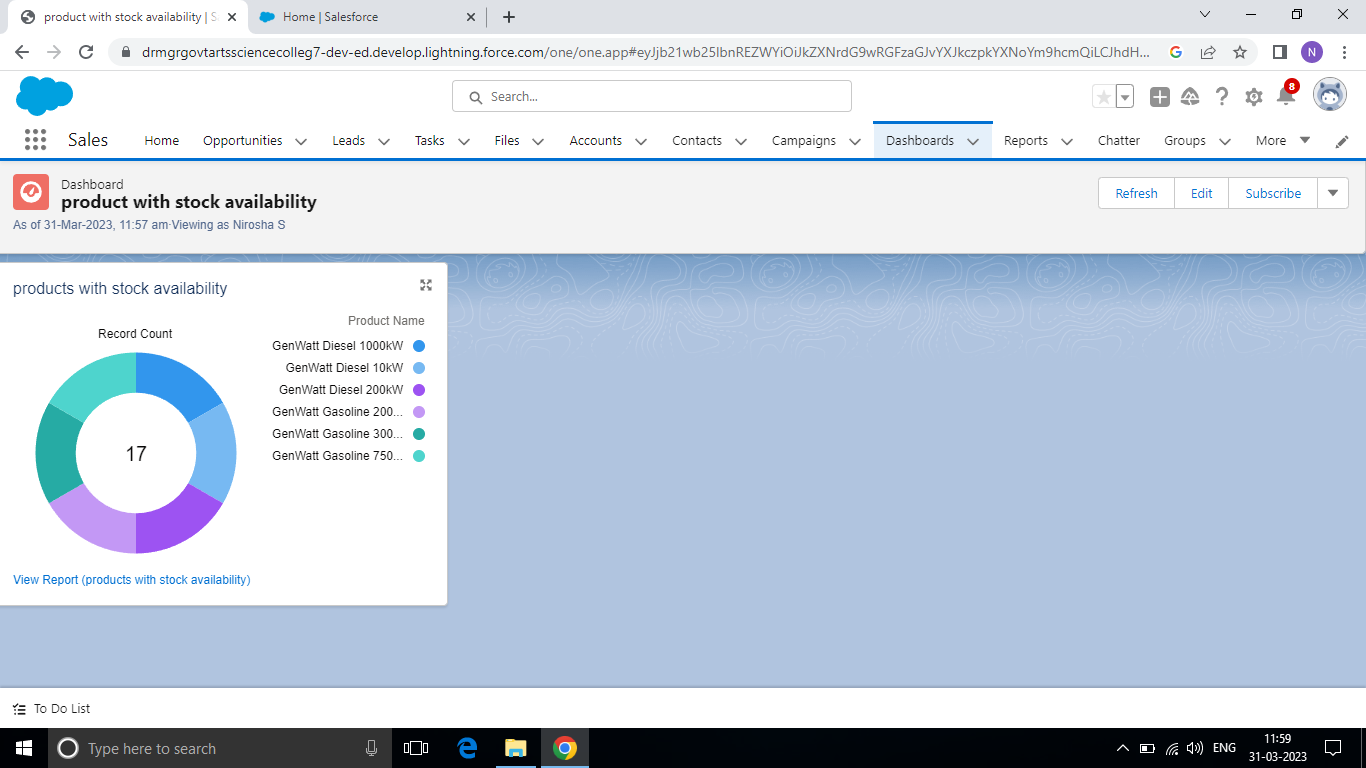 product with stock availability | S
Home | Salesforce
drmgrgovtartssciencecolleg7-dev-ed.develop.lightning.force.com/one/one.app#eyJjb21wb25lbnREZWYiOiJkZXNrdG9wRGFzaGJvYXJkczpkYXNoYm9hcmQiLCJhdH...
N
Search...
8
Sales
Home
Opportunities
Leads
Tasks
Files
Accounts
Contacts
Campaigns
Dashboards
Reports
Chatter
Groups
More
Dashboard
product with stock availability
As of 31-Mar-2023, 11:57 am·Viewing as Nirosha S
Refresh
Edit
Subscribe
products with stock availability
Record Count
17
Product Name
GenWatt Diesel 1000kW
GenWatt Diesel 10kW
GenWatt Diesel 200kW
GenWatt Gasoline 200...
GenWatt Gasoline 300...
GenWatt Gasoline 750...
View Report (products with stock availability)
To Do List
Type here to search
ENG
11:59
31-03-2023